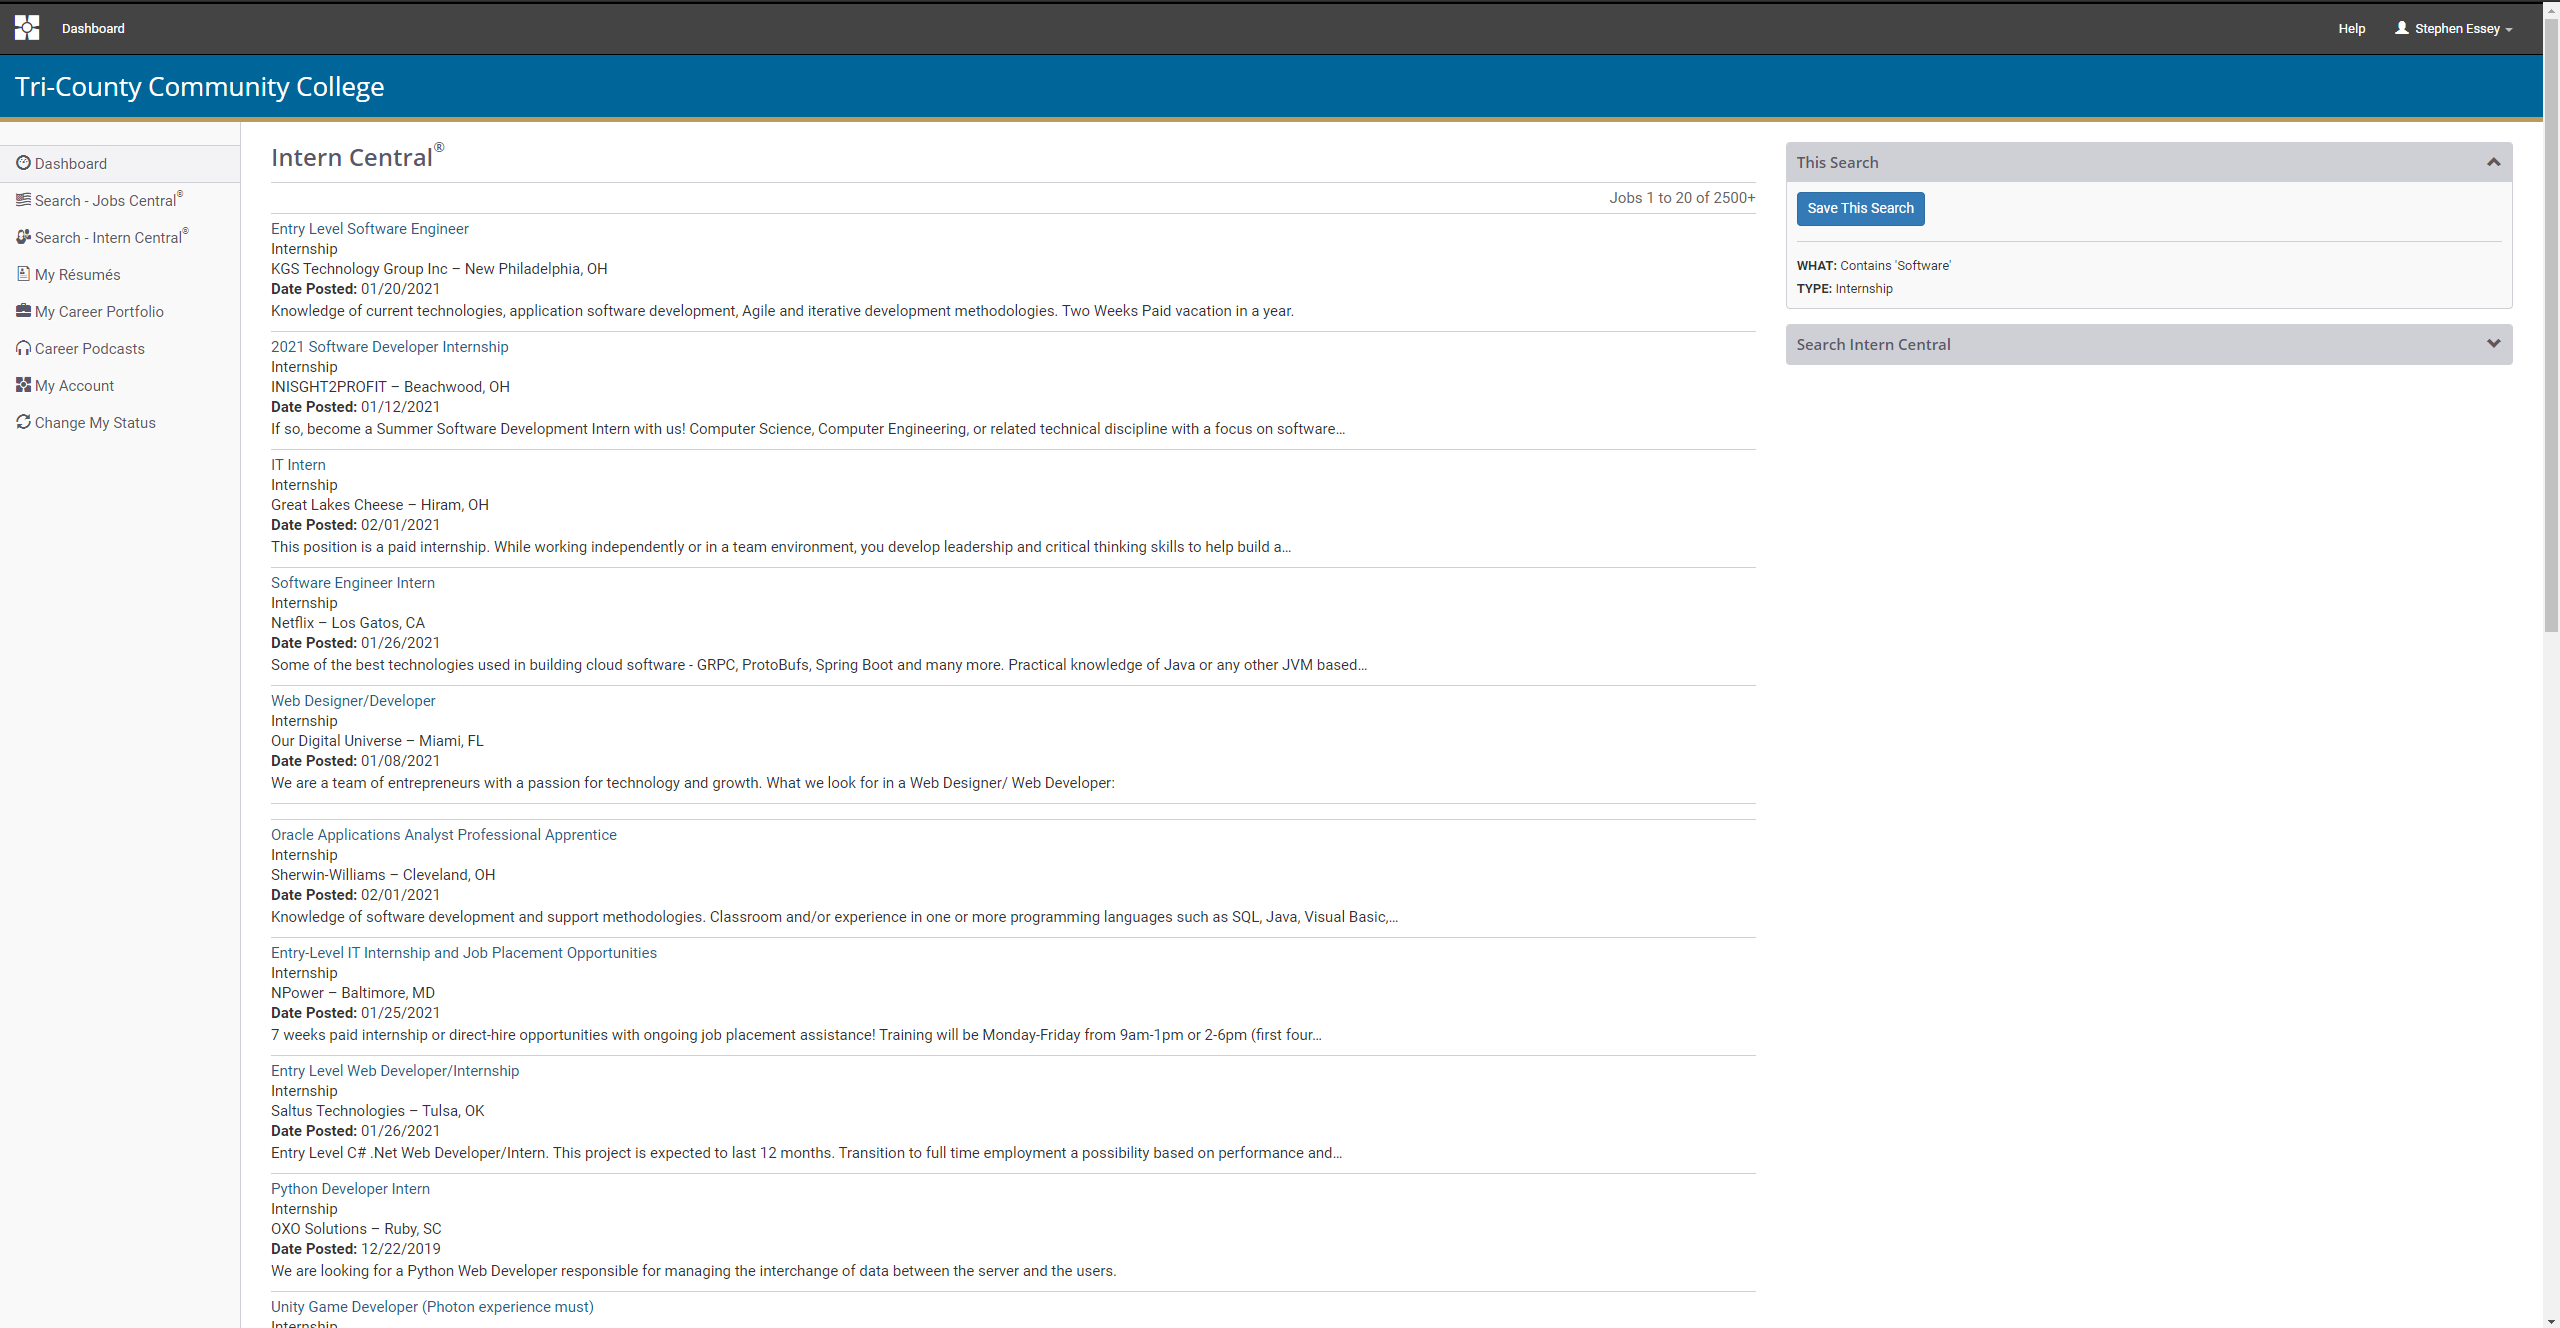 Dashboard
Help
Stephen Essey
Tri-County Community College
Dashboard
Search - Jobs Central®
Search - Intern Central®
My Résumés
My Career Portfolio
Career Podcasts
My Account
Change My Status
Intern Central®
Jobs 1 to 20 of 2500+
Entry Level Software Engineer
Internship
KGS Technology Group Inc – New Philadelphia, OH
Date Posted: 01/20/2021
Knowledge of current technologies, application software development, Agile and iterative development methodologies. Two Weeks Paid vacation in a year.
2021 Software Developer Internship
Internship
INISGHT2PROFIT – Beachwood, OH
Date Posted: 01/12/2021
If so, become a Summer Software Development Intern with us! Computer Science, Computer Engineering, or related technical discipline with a focus on software...
IT Intern
Internship
Great Lakes Cheese – Hiram, OH
Date Posted: 02/01/2021
This position is a paid internship. While working independently or in a team environment, you develop leadership and critical thinking skills to help build a...
Software Engineer Intern
Internship
Netflix – Los Gatos, CA
Date Posted: 01/26/2021
Some of the best technologies used in building cloud software - GRPC, ProtoBufs, Spring Boot and many more. Practical knowledge of Java or any other JVM based...
Web Designer/Developer
Internship
Our Digital Universe – Miami, FL
Date Posted: 01/08/2021
We are a team of entrepreneurs with a passion for technology and growth. What we look for in a Web Designer/ Web Developer:
Oracle Applications Analyst Professional Apprentice
Internship
Sherwin-Williams – Cleveland, OH
Date Posted: 02/01/2021
Knowledge of software development and support methodologies. Classroom and/or experience in one or more programming languages such as SQL, Java, Visual Basic,...
Entry-Level IT Internship and Job Placement Opportunities
Internship
NPower – Baltimore, MD
Date Posted: 01/25/2021
7 weeks paid internship or direct-hire opportunities with ongoing job placement assistance! Training will be Monday-Friday from 9am-1pm or 2-6pm (first four...
Entry Level Web Developer/Internship
Internship
Saltus Technologies – Tulsa, OK
Date Posted: 01/26/2021
Entry Level C# .Net Web Developer/Intern. This project is expected to last 12 months. Transition to full time employment a possibility based on performance and...
Python Developer Intern
Internship
OXO Solutions – Ruby, SC
Date Posted: 12/22/2019
We are looking for a Python Web Developer responsible for managing the interchange of data between the server and the users.
Unity Game Developer (Photon experience must)
Internship
This Search
Save This Search
WHAT: Contains 'Software'
TYPE: Internship
Search Intern Central